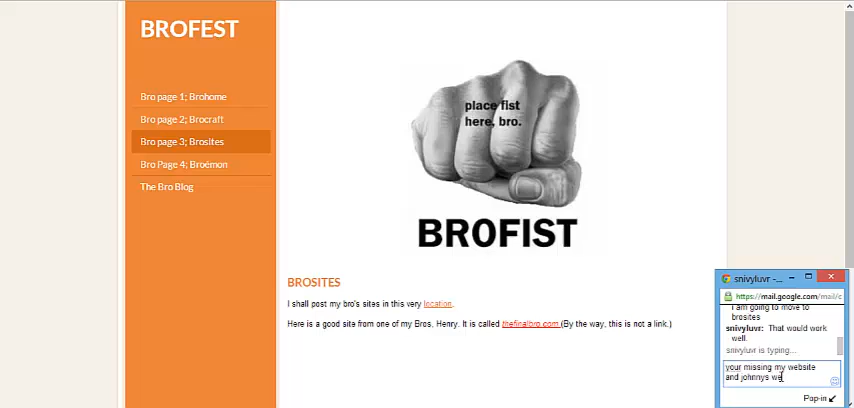 BROFEST
Bro page 1; Brohome
Bro page 2; Brocraft
Bro page 3; Brosites
Bro Page 4; Broémon
The Bro Blog
place fist
here, bro.
BROFIST
BROSITES
I shall post my bro's sites in this very location.
Here is a good site from one of my Bros, Henry. It is called thefinalbro.com (By the way, this is not a link.)
snivyluvr -...
https://mail.google.com/mail/c
i am going to move to
brosites
snivyluvr: That would work
well.
snivyluvr is typing...
your missing my website
and johnnys we
Pop-in